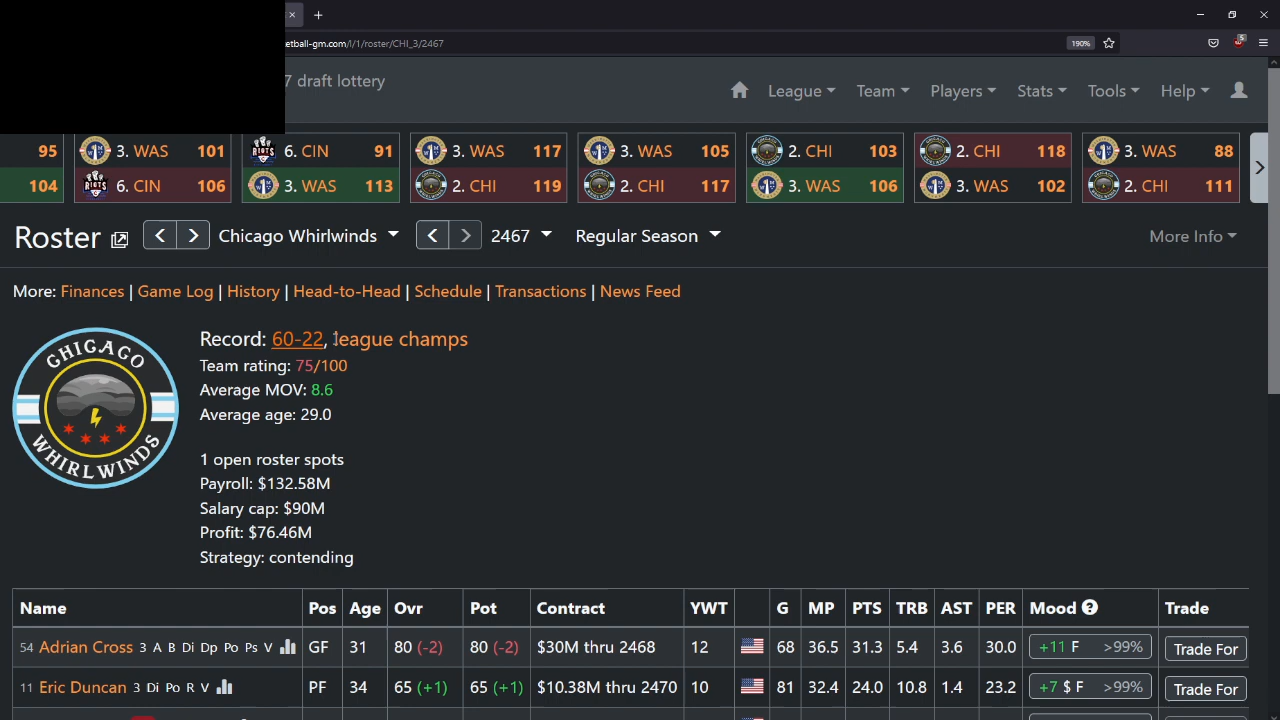 ×
+
etball-gm.com/l/1/roster/CHI_3/2467
190%
5
7 draft lottery
League Team Players Stats Tools Help
95 3. WAS 101 6. CIN 91 3. WAS 117 3. WAS 105 2. CHI 103 2. CHI 118 3. WAS 88
104 6. CIN 106 3. WAS 113 2. CHI 119 2. CHI 117 3. WAS 106 3. WAS 102 2. CHI 111
Roster Chicago Whirlwinds 2467 Regular Season More Info
More: Finances | Game Log | History | Head-to-Head | Schedule | Transactions | News Feed
CHICAGO
WHIRLWINDS
Record: 60-22, league champs
Team rating: 75/100
Average MOV: 8.6
Average age: 29.0
1 open roster spots
Payroll: $132.58M
Salary cap: $90M
Profit: $76.46M
Strategy: contending
Name Pos Age Ovr Pot Contract YWT G MP PTS TRB AST PER Mood ? Trade
54 Adrian Cross 3 A B Di Dp Po Ps V GF 31 80 (-2) 80 (-2) $30M thru 2468 12 68 36.5 31.3 5.4 3.6 30.0 +11 F >99% Trade For
11 Eric Duncan 3 Di Po R V PF 34 65 (+1) 65 (+1) $10.38M thru 2470 10 81 32.4 24.0 10.8 1.4 23.2 +7 $ F >99% Trade For